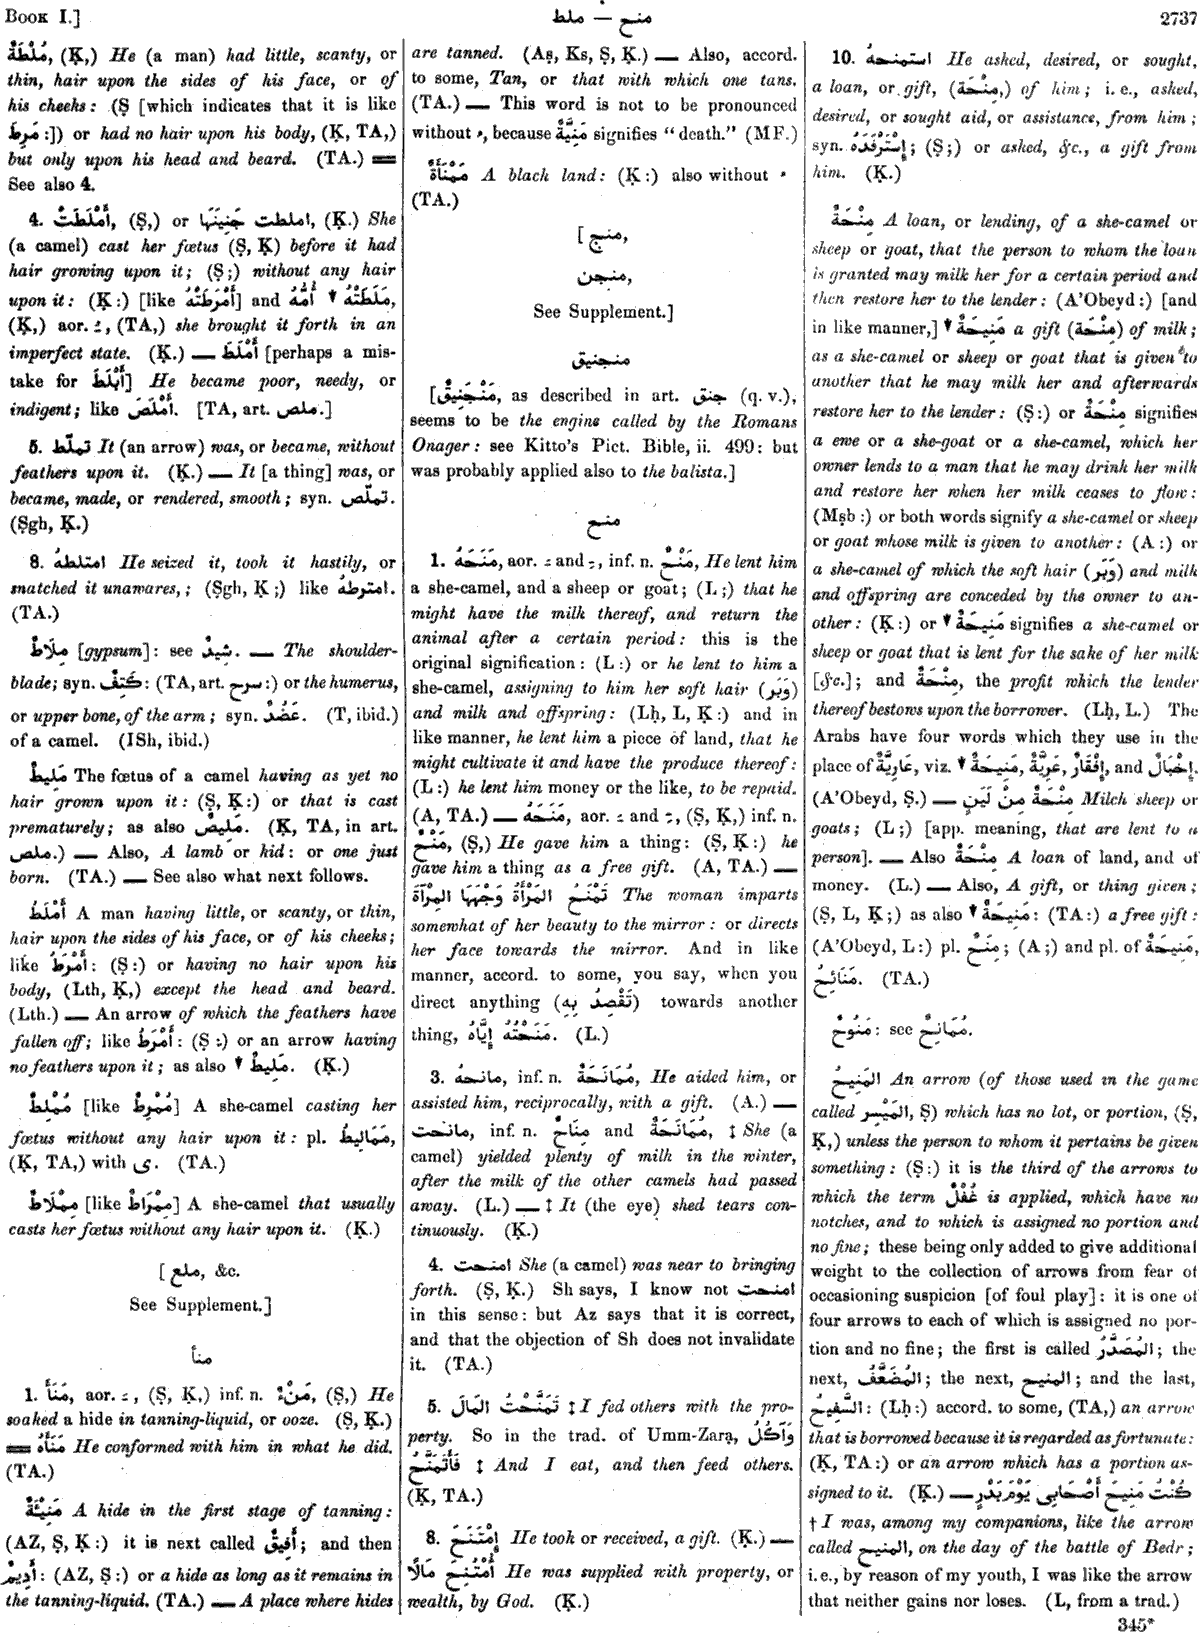 Book I.]
ملط — منح
2737
مُلْطَةٌ, (Ḳ,) He (a man) had little, scanty, or
thin, hair upon the sides of his face, or of
his cheeks: (Ṣ [which indicates that it is like
مَرِطَ:]) or had no hair upon his body, (Ḳ, TA,)
but only upon his head and beard. (TA.) ==
See also 4.
4. أَمْلَطَتْ, (Ṣ,) or املطت جَنِينَهَا, (Ḳ.) She
(a camel) cast her fœtus (Ṣ, Ḳ) before it had
hair growing upon it; (Ṣ;) without any hair
upon it: (Ḳ:) [like أَمْرَطَتْهُ] and مَلَطَتْهُ ▼ أُمُّهُ,
(Ḳ,) aor. ـُ, (TA,) she brought it forth in an
imperfect state. (Ḳ.) — أَمْلَطَ [perhaps a mis-
take for أَبْلَطَ] He became poor, needy, or
indigent; like أَمْلَصَ. [TA, art. ملص.]
5. تملّط It (an arrow) was, or became, without
feathers upon it. (Ḳ.) — It [a thing] was, or
became, made, or rendered, smooth; syn. تملّص.
(Ṣgh, Ḳ.)
8. امتلطهُ He seized it, took it hastily, or
snatched it unawares,; (Ṣgh, Ḳ;) like امترطهُ.
(TA.)
مِلَاطٌ [gypsum]: see شِيدٌ. — The shoulder-
blade; syn. كَتِفٌ: (TA, art. سرح:) or the humerus,
or upper bone, of the arm; syn. عَضُدٌ. (T, ibid.)
of a camel. (ISh, ibid.)
مَلِيطٌ The fœtus of a camel having as yet no
hair grown upon it: (Ṣ, Ḳ:) or that is cast
prematurely; as also مَلِيصٌ. (Ḳ, TA, in art.
ملص.) — Also, A lamb or kid: or one just
born. (TA.) — See also what next follows.
أَمْلَطُ A man having little, or scanty, or thin,
hair upon the sides of his face, or of his cheeks;
like أَمْرَطُ: (Ṣ:) or having no hair upon his
body, (Lth, Ḳ,) except the head and beard.
(Lth.) — An arrow of which the feathers have
fallen off; like أَمْرَطُ: (Ṣ:) or an arrow having
no feathers upon it; as also ▼ مَلِيطٌ. (Ḳ.)
مُمْلِطٌ [like مُمْرِطٌ] A she-camel casting her
fœtus without any hair upon it: pl. مَمَالِيطُ,
(Ḳ, TA,) with ى. (TA.)
مِمْلَاطٌ [like مِمْرَاطٌ] A she-camel that usually
casts her fœtus without any hair upon it. (Ḳ.)
[ملع, &c.
See Supplement.]
منأ
1. مَنَأَ, aor. ـَ, (Ṣ, Ḳ,) inf. n. مَنْءٌ, (Ṣ,) He
soaked a hide in tanning-liquid, or ooze. (Ṣ, Ḳ.)
== مَنَأَهُ He conformed with him in what he did.
(TA.)
مَنِيْئَةٌ A hide in the first stage of tanning:
(AZ, Ṣ, Ḳ:) it is next called أَفِيقٌ; and then
أَدِيمٌ: (AZ, Ṣ:) or a hide as long as it remains in
the tanning-liquid. (TA.) — A place where hides
are tanned. (Aṣ, Ks, Ṣ, Ḳ.) — Also, accord.
to some, Tan, or that with which one tans.
(TA.) — This word is not to be pronounced
without ء, because مَنِيَّةٌ signifies "death." (MF.)
مَمْنَأَةٌ A black land: (Ḳ:) also without ء
(TA.)
[منج,
منجن,
See Supplement.]
منجنيق
[مَنْجَنِيقٌ, as described in art. جنق (q. v.),
seems to be the engine called by the Romans
Onager: see Kitto's Pict. Bible, ii. 499: but
was probably applied also to the balista.]
منح
1. مَنَحَهُ, aor. ـَ and ـِ, inf. n. مَنْحٌ, He lent him
a she-camel, and a sheep or goat; (L;) that he
might have the milk thereof, and return the
animal after a certain period: this is the
original signification: (L:) or he lent to him a
she-camel, assigning to him her soft hair (وَبَر)
and milk and offspring: (Lḥ, L, Ḳ:) and in
like manner, he lent him a piece of land, that he
might cultivate it and have the produce thereof:
(L:) he lent him money or the like, to be repaid.
(A, TA.) — مَنَحَهُ, aor. ـَ and ـِ, (Ṣ, Ḳ,) inf. n.
مَنْحٌ, (Ṣ,) He gave him a thing: (Ṣ, Ḳ:) he
gave him a thing as a free gift. (A, TA.) —
تَمْنَحُ المَرْأَةُ وَجْهَهَا المِرْآةَ The woman imparts
somewhat of her beauty to the mirror: or directs
her face towards the mirror. And in like
manner, accord. to some, you say, when you
direct anything (تَقْصِدُ بِهِ) towards another
thing, مَنَحْتُهُ إِيَّاهُ. (L.)
3. مانحهُ, inf. n. مُمَانَحَةٌ, He aided him, or
assisted him, reciprocally, with a gift. (A.) —
مانحت, inf. n. مِنَاحٌ and مُمَانَحَةٌ, ‡ She (a
camel) yielded plenty of milk in the winter,
after the milk of the other camels had passed
away. (L.) — ‡ It (the eye) shed tears con-
tinuously. (Ḳ.)
4. امنحت She (a camel) was near to bringing
forth. (Ṣ, Ḳ.) Sh says, I know not امنحت
in this sense: but Az says that it is correct,
and that the objection of Sh does not invalidate
it. (TA.)
5. تَمَنَّحْتُ المَالَ ‡ I fed others with the pro-
perty. So in the trad. of Umm-Zarạ, وَآكُلُ
فَأَتَمَنَّحُ ‡ And I eat, and then feed others.
(Ḳ, TA.)
8. إِمْتَنَحَ He took or received, a gift. (Ḳ.) —
أُمْتُنِحَ مَالًا He was supplied with property, or
wealth, by God. (Ḳ.)
10. استمنحهُ He asked, desired, or sought,
a loan, or gift, (مِنْحَة,) of him; i. e., asked,
desired, or sought aid, or assistance, from him;
syn. إِسْتَرْفَدَهُ; (Ṣ;) or asked, &c., a gift from
him. (Ḳ.)
مِنْحَةٌ A loan, or lending, of a she-camel or
sheep or goat, that the person to whom the loan
is granted may milk her for a certain period and
then restore her to the lender: (A'Obeyd:) [and
in like manner,] ▼ مَنِيحَةٌ a gift (مِنْحَة) of milk;
as a she-camel or sheep or goat that is given to
another that he may milk her and afterwards
restore her to the lender: (Ṣ:) or مِنْحَةٌ signifies
a ewe or a she-goat or a she-camel, which her
owner lends to a man that he may drink her milk
and restore her when her milk ceases to flow:
(Mṣb:) or both words signify a she-camel or sheep
or goat whose milk is given to another: (A:) or
a she-camel of which the soft hair (وَبَر) and milk
and offspring are conceded by the owner to an-
other: (Ḳ:) or ▼ مَنِيحَةٌ signifies a she-camel or
sheep or goat that is lent for the sake of her milk
[&c.]; and مِنْحَةٌ, the profit which the lender
thereof bestows upon the borrower. (Lḥ, L.) The
Arabs have four words which they use in the
place of عَارِيَّةٌ, viz. ▼ مَنِيحَةٌ, عَرِيَّةٌ, إِفْقَارٌ, and إِخْبَالٌ.
(A'Obeyd, Ṣ.) — مِنْحَةٌ مِنْ لَبَنٍ Milch sheep or
goats; (L;) [app. meaning, that are lent to a
person]. — Also مِنْحَةٌ A loan of land, and of
money. (L.) — Also, A gift, or thing given;
(Ṣ, L, Ḳ;) as also ▼ مَنِيحَةٌ: (TA:) a free gift:
(A'Obeyd, L:) pl. مِنَحٌ; (A;) and pl. of مَنِيحَةٌ,
مَنَائِحُ. (TA.)
مَنُوحٌ: see مُمَانِحٌ.
المَنِيحُ An arrow (of those used in the game
called المَيْسِر, Ṣ) which has no lot, or portion, (Ṣ,
Ḳ,) unless the person to whom it pertains be given
something: (Ṣ:) it is the third of the arrows to
which the term غُفْلٌ is applied, which have no
notches, and to which is assigned no portion and
no fine; these being only added to give additional
weight to the collection of arrows from fear of
occasioning suspicion [of foul play]: it is one of
four arrows to each of which is assigned no por-
tion and no fine; the first is called المُصَدَّرُ; the
next, المُضَعَّفُ; the next, المنيح; and the last,
السَّفِيحُ: (Lḥ:) accord. to some, (TA,) an arrow
that is borrowed because it is regarded as fortunate:
(Ḳ, TA:) or an arrow which has a portion as-
signed to it. (Ḳ.) — كُنْتُ مَنِيحَ أَصْحَابِى يَوْمَ بَدْرٍ
† I was, among my companions, like the arrow
called المنيح, on the day of the battle of Bedr;
i. e., by reason of my youth, I was like the arrow
that neither gains nor loses. (L, from a trad.)
345*